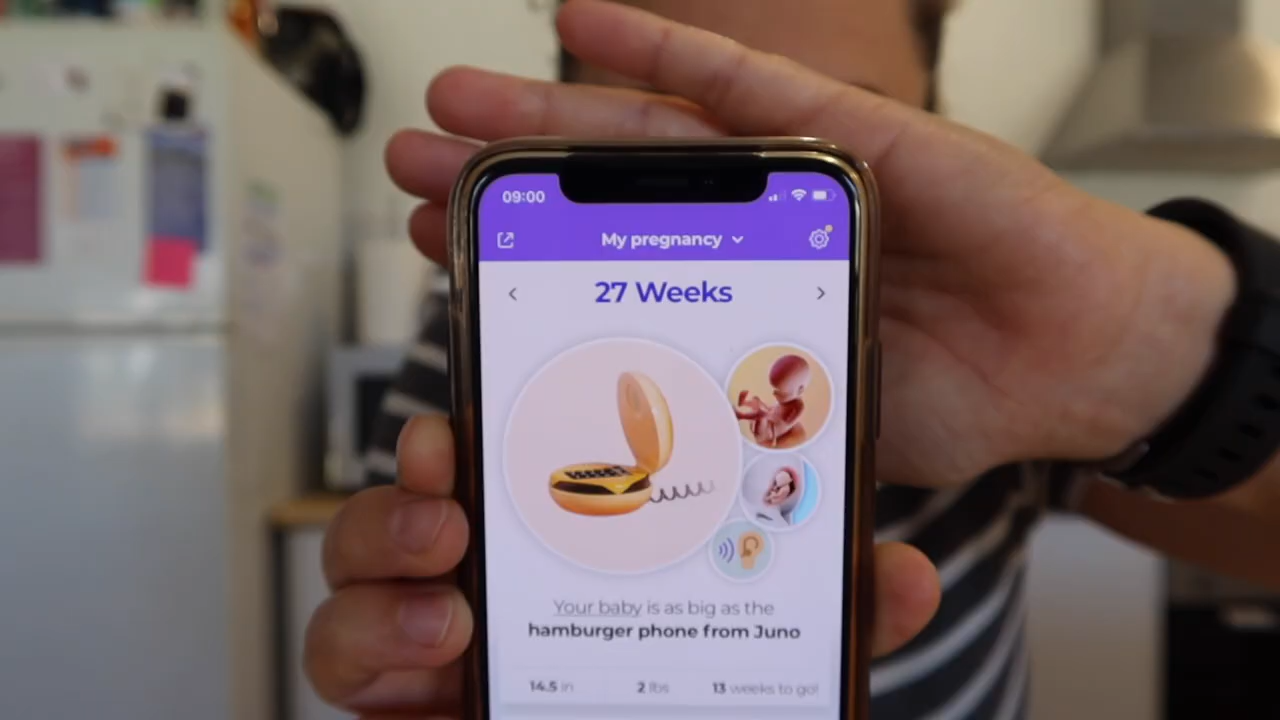 09:00
My pregnancy
27 Weeks
Your baby is as big as the
hamburger phone from Juno
14.5 in 2 lbs 13 weeks to go!